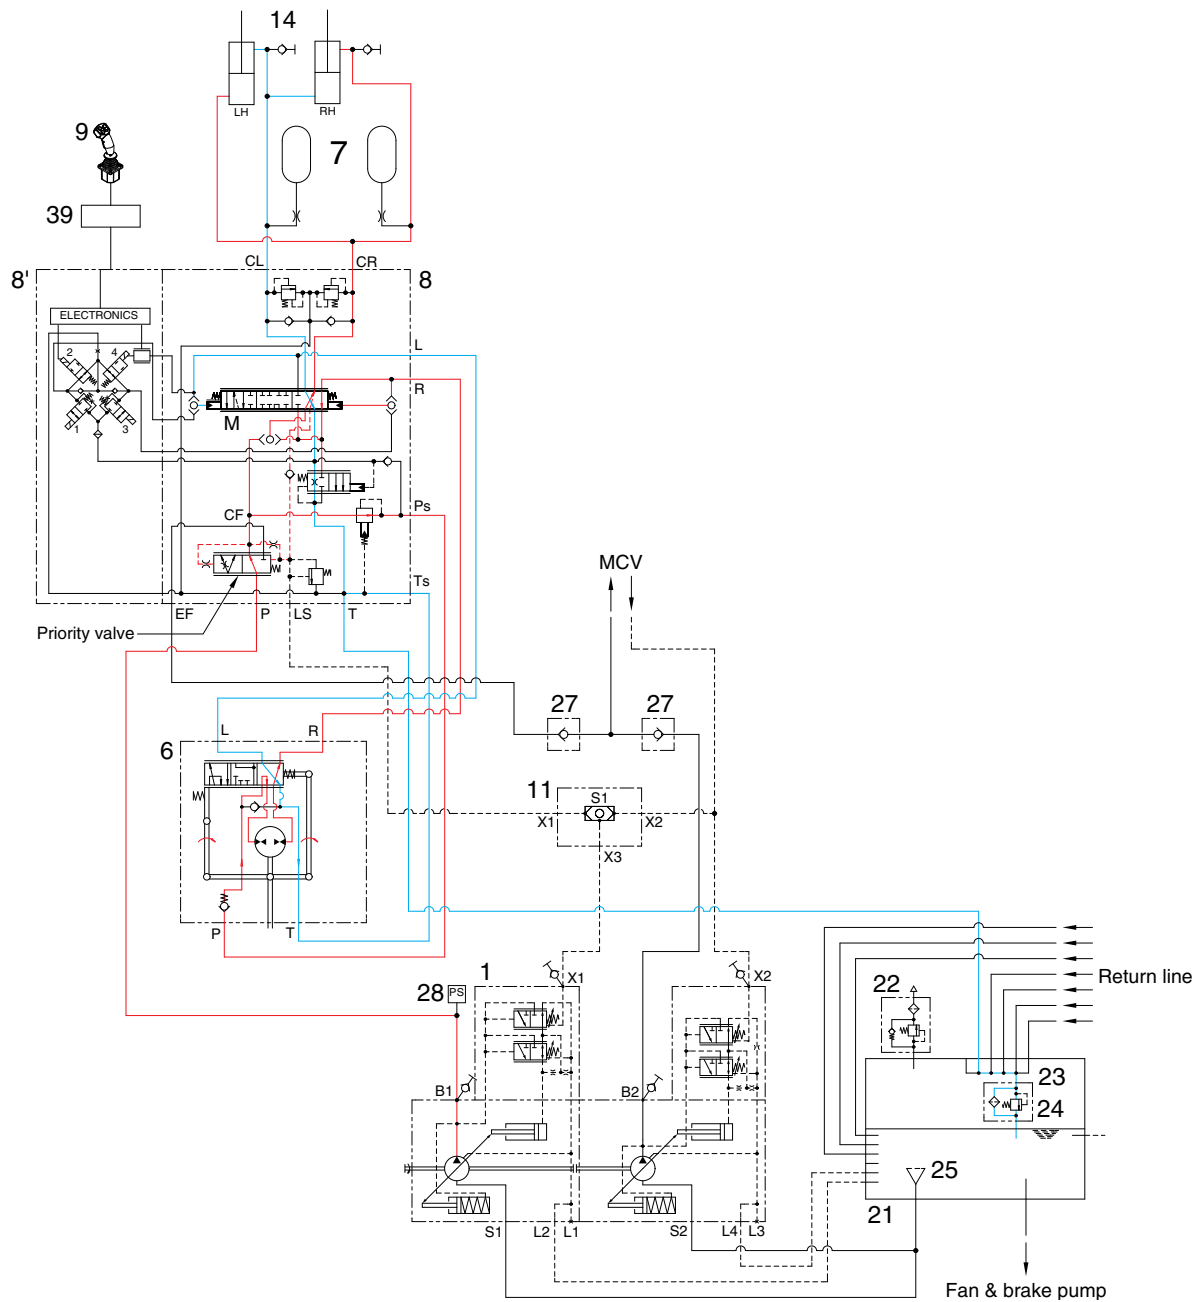 14
LH
RH
9
7
39
CL
CR
8'
8
ELECTRONICS
L
2
4
R
M
1
3
Ps
CF
MCV
Ts
EF
P
LS
T
Priority valve
27
27
L
R
6
11
S1
X1
X2
X3
P
T
1
X1
X2
28
PS
22
Return line
23
B1
B2
24
25
21
S1
L2
L1
S2
L4
L3
Fan & brake pump